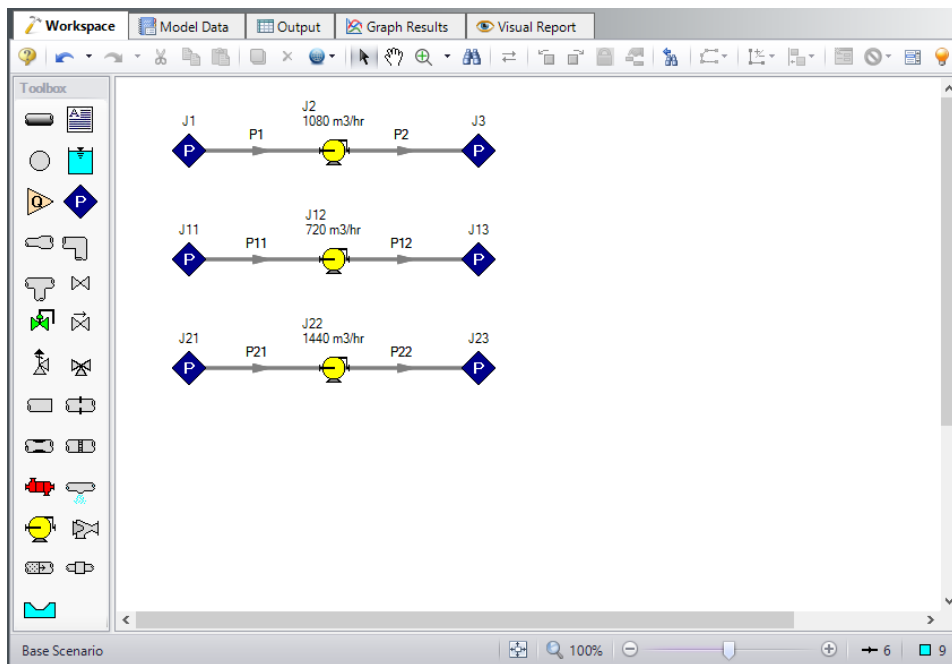 Workspace
Model Data
Output
Graph Results
Visual Report
Toolbox
A
Q
P
J1
P1
J2
1080 m3/hr
P2
J3
P
P
J11
P11
J12
720 m3/hr
P12
J13
P
P
J21
P21
J22
1440 m3/hr
P22
J23
P
P
Base Scenario
100%
6
9